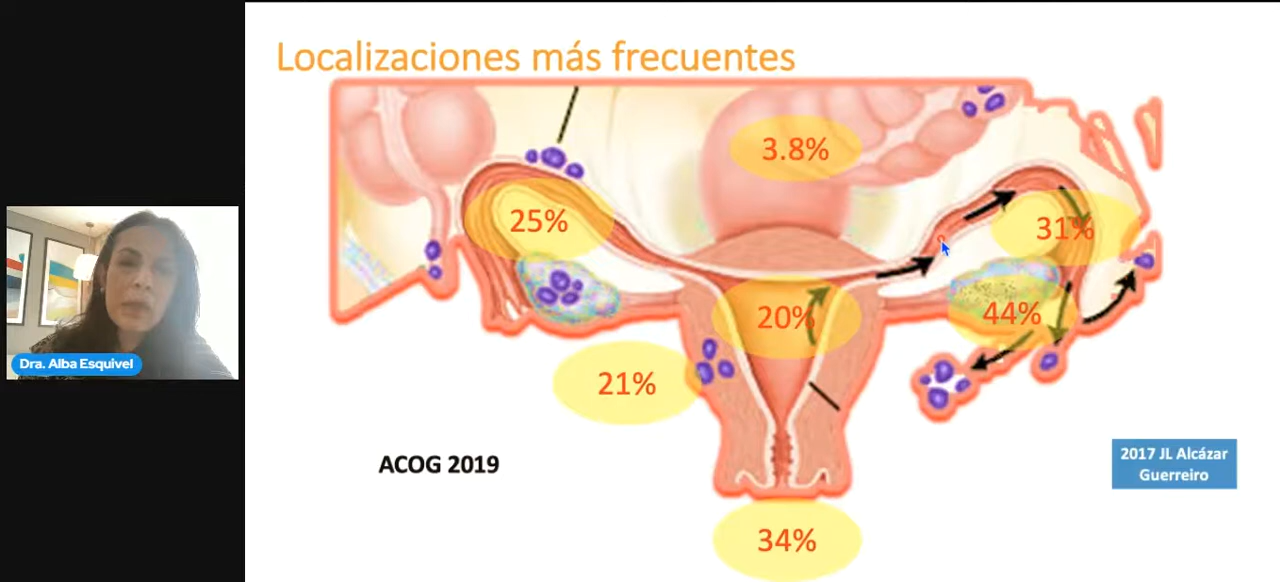 Localizaciones más frecuentes
3.8%
25%
31%
20%
44%
21%
ACOG 2019
2017 JL Alcázar
Guerreiro
34%
Dra. Alba Esquivel